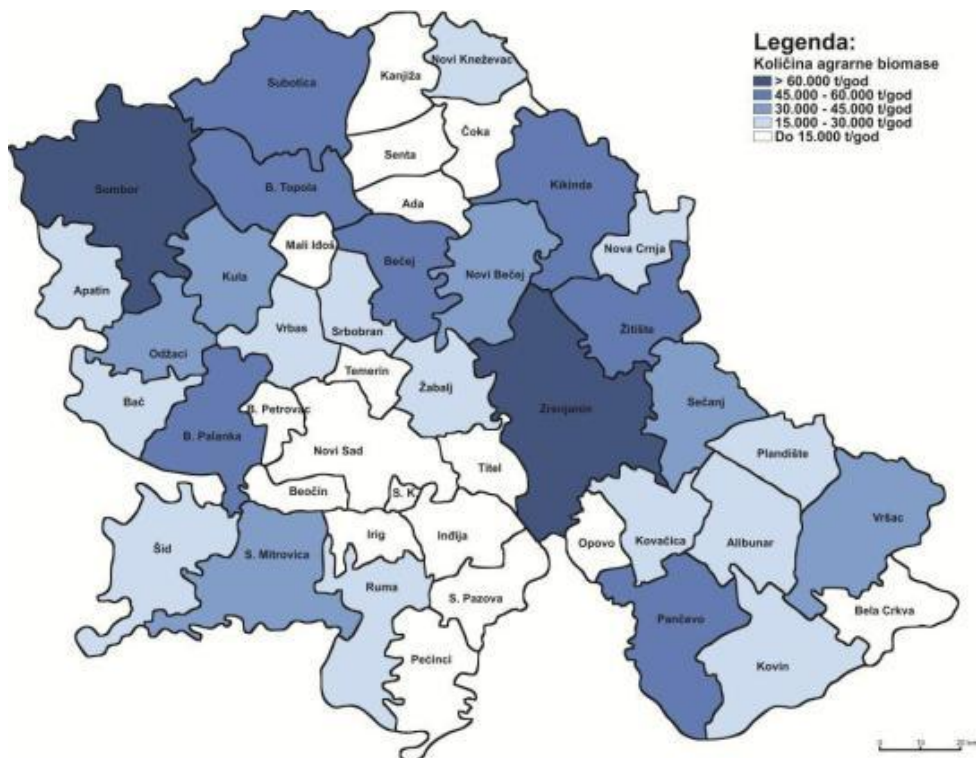 Legenda:
Količina agrarne biomase
> 60.000 t/god
45.000 - 60.000 t/god
30.000 - 45.000 t/god
15.000 - 30.000 t/god
Do 15.000 t/god
Kanjiža
Novi Kneževac
Subotica
Čoka
Senta
Sombor
B. Topola
Kikinda
Ada
Mali Iđoš
Bečej
Nova Crnja
Kula
Novi Bečej
Apatin
Žitište
Vrbas
Srbobran
Odžaci
Temerin
Žabalj
Bač
Sečanj
B. Petrovac
Zrenjanin
B. Palanka
Novi Sad
Plandište
Titel
Beočin
S. K.
Vršac
Šid
S. Mitrovica
Irig
Inđija
Opovo
Kovačica
Alibunar
Ruma
S. Pazova
Bela Crkva
Pančevo
Pećinci
Kovin
0 10 20 km